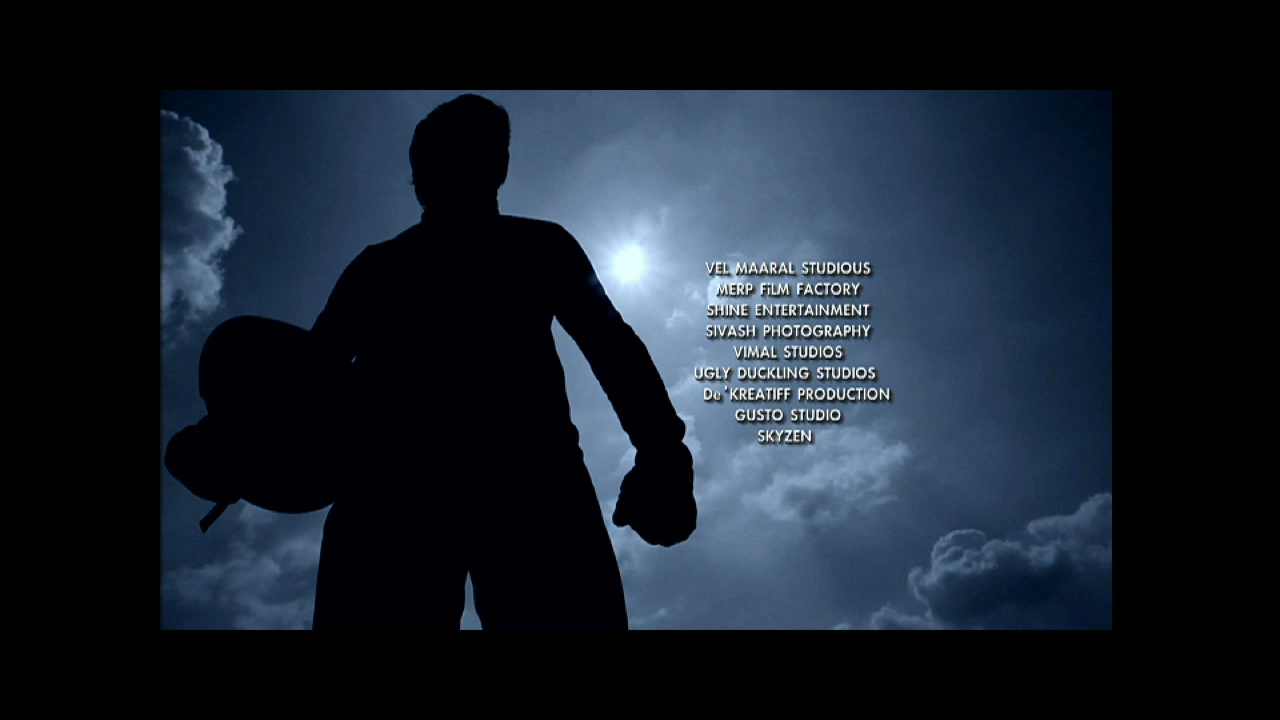 VEL MAARAL STUDIOUS
MERP FiLM FACTORY
SHINE ENTERTAINMENT
SIVASH PHOTOGRAPHY
VIMAL STUDIOS
UGLY DUCKLING STUDIOS
Da'KREATIFF PRODUCTION
GUSTO STUDIO
SKYZEN